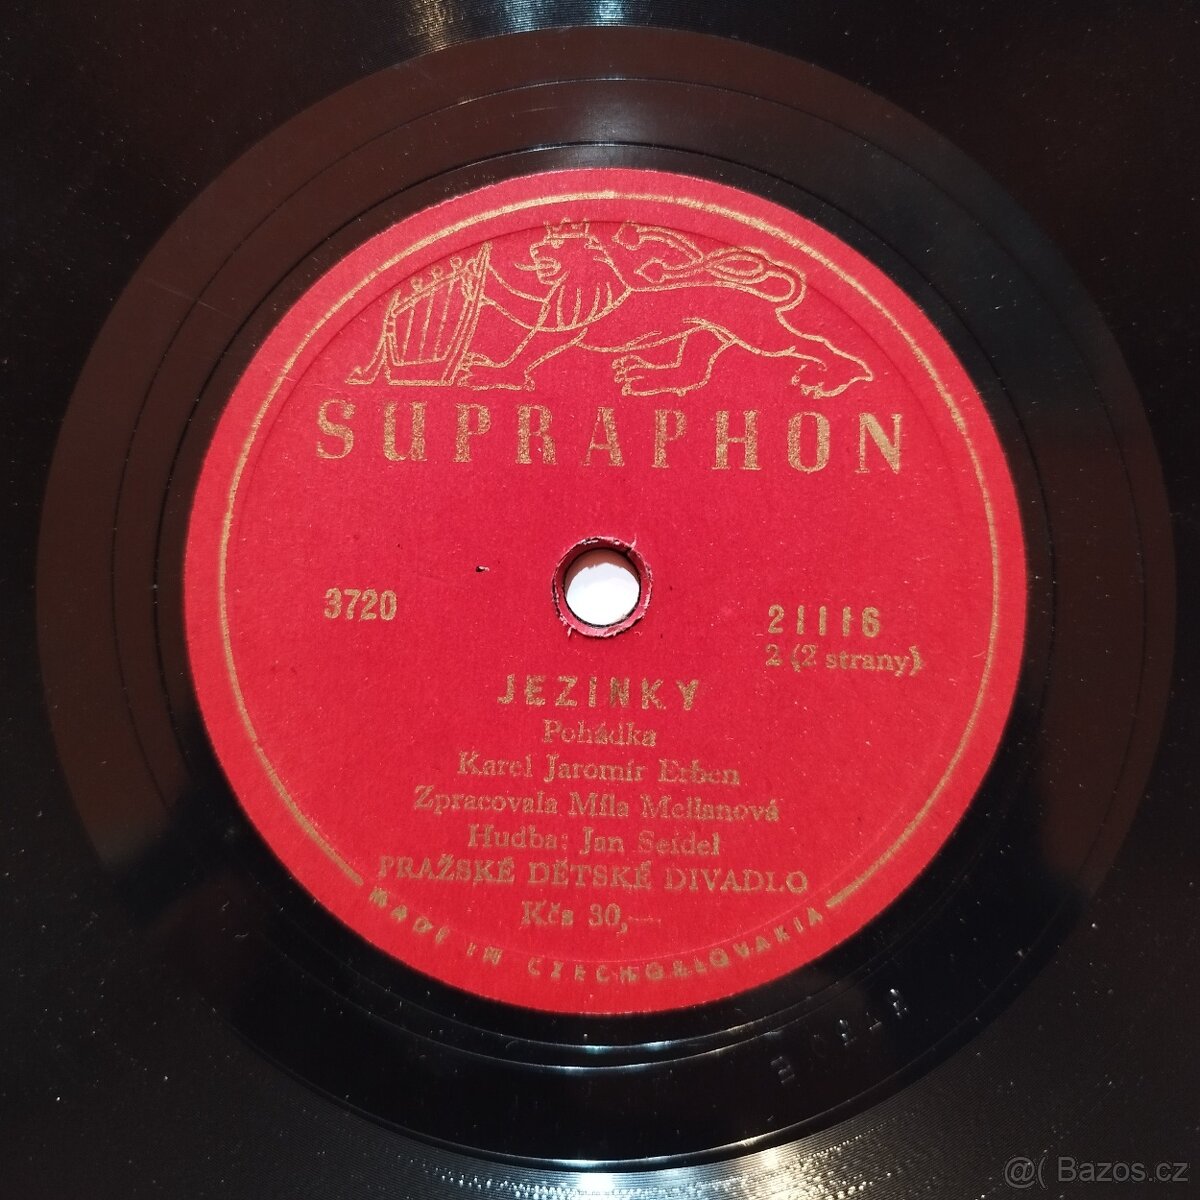 SUPRAPHON
3720
21116
2 (2 strany)
JEZINKY
Pohádka
Karel Jaromír Erben
Zpracovala Míla Mellanová
Hudba: Jan Seidel
PRAŽSKÉ DĚTSKÉ DIVADLO
Kčs 30,—
MADE IN CZECHOSLOVAKIA
@( Bazos.cz